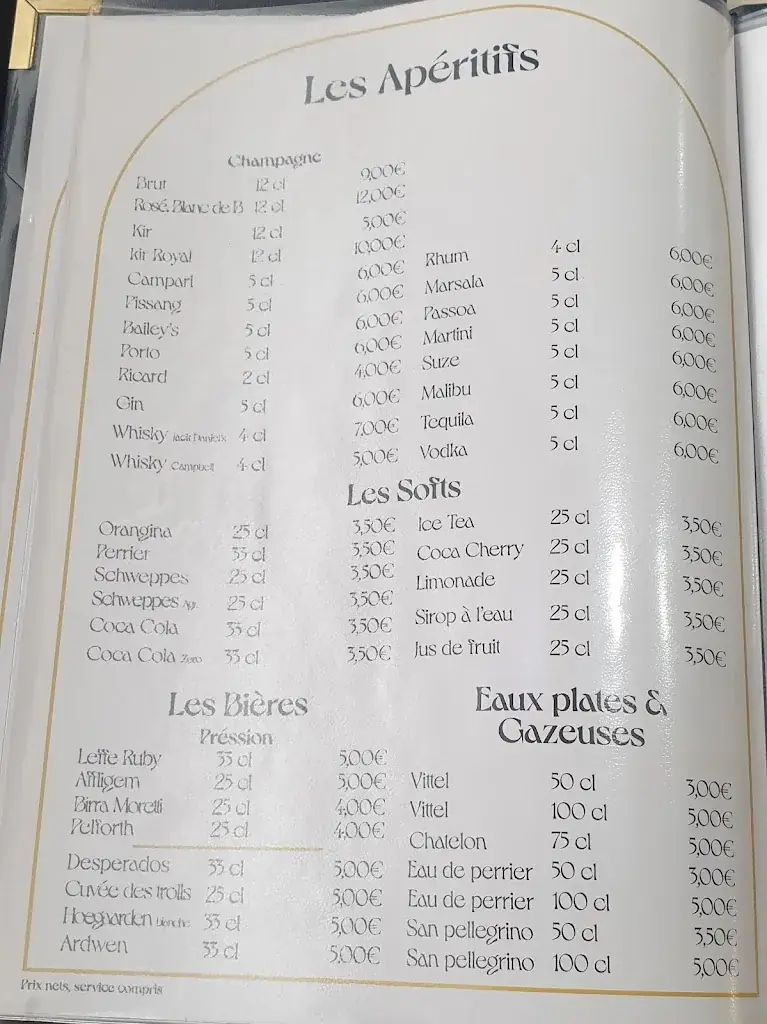 Les Apéritifs
Champagne
Brut 12 cl 9,00€
Rosé, Blanc de B 12 cl 12,00€
Kir 12 cl 5,00€
kir Royal 12 cl 10,00€
Campari 5 cl 6,00€
Pissang 5 cl 6,00€
Bailey's 5 cl 6,00€
Porto 5 cl 6,00€
Ricard 2 cl 4,00€
Gin 5 cl 6,00€
Whisky Jack Daniel's 4 cl 7,00€
Whisky Campbell 4 cl 5,00€
Rhum 4 cl 6,00€
Marsala 5 cl 6,00€
Passoa 5 cl 6,00€
Martini 5 cl 6,00€
Suze 5 cl 6,00€
Malibu 5 cl 6,00€
Tequila 5 cl 6,00€
Vodka 5 cl 6,00€
Les Softs
Orangina 25 cl 3,50€
Perrier 33 cl 3,50€
Schweppes 25 cl 3,50€
Schweppes Agr. 25 cl 3,50€
Coca Cola 33 cl 3,50€
Coca Cola Zero 33 cl 3,50€
Ice Tea 25 cl 3,50€
Coca Cherry 25 cl 3,50€
Limonade 25 cl 3,50€
Sirop à l'eau 25 cl 3,50€
Jus de fruit 25 cl 3,50€
Les Bières
Préssion
Leffe Ruby 33 cl 5,00€
Affligem 25 cl 5,00€
Birra Moretti 25 cl 4,00€
Pelforth 25 cl 4,00€
Desperados 33 cl 5,00€
Cuvée des trolls 25 cl 5,00€
Hoegaarden blanche 33 cl 5,00€
Ardwen 33 cl 5,00€
Eaux plates &
Gazeuses
Vittel 50 cl 3,00€
Vittel 100 cl 5,00€
Chatelon 75 cl 5,00€
Eau de perrier 50 cl 3,00€
Eau de perrier 100 cl 5,00€
San pellegrino 50 cl 3,50€
San pellegrino 100 cl 5,00€
Prix nets, service compris